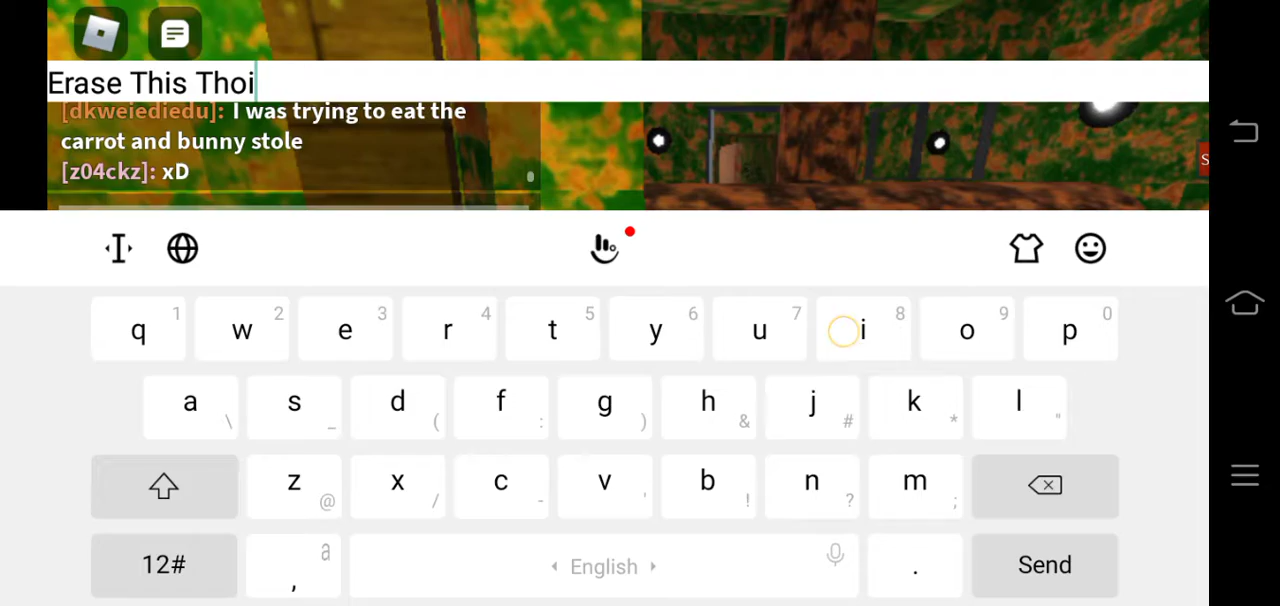 Erase This Thoi
[dkweiediedu]: I was trying to eat the
carrot and bunny stole
[z04ckz]: xD
S
q 1 w 2 e 3 r 4 t 5 y 6 u 7 i 8 o 9 p 0
a \ s _ d ( f : g ) h & j # k * l "
z @ x / c - v ' b ! n ? m ;
12# , a English . Send